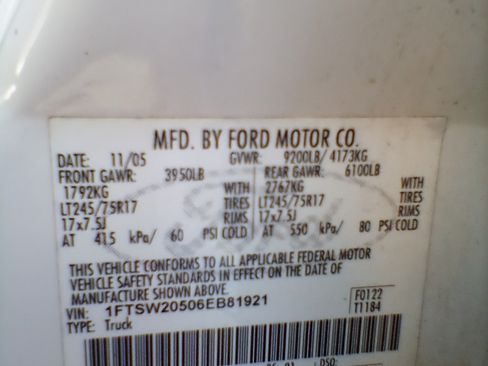 MFD. BY FORD MOTOR CO.
DATE: 11/05 GVWR: 9200LB/ 4173KG
FRONT GAWR: 3950LB REAR GAWR: 6100LB
1792KG WITH 2767KG WITH
LT245/75R17 TIRES LT245/75R17 TIRES
17x7.5J RIMS 17x7.5J RIMS
AT 415 kPa/ 60 PSI COLD AT 550 kPa/ 80 PSI COLD
THIS VEHICLE CONFORMS TO ALL APPLICABLE FEDERAL MOTOR
VEHICLE SAFETY STANDARDS IN EFFECT ON THE DATE OF
MANUFACTURE SHOWN ABOVE.
VIN: 1FTSW20506EB81921 F0122
TYPE: Truck T1184
DSO: